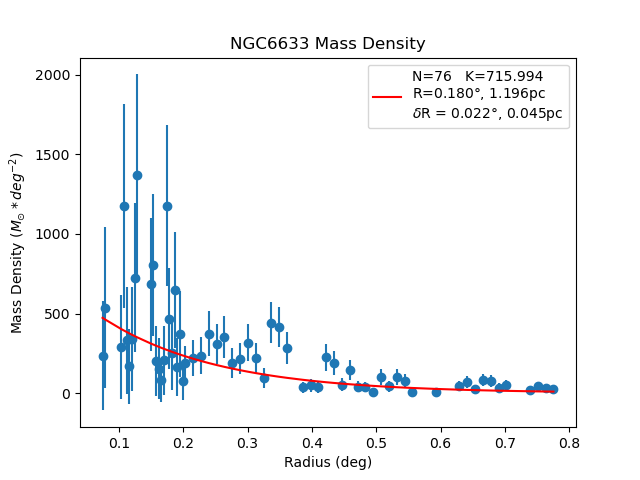 NGC6633 Mass Density
N=76   K=715.994
R=0.180°, 1.196pc
δR = 0.022°, 0.045pc
Mass Density ($M_{\odot} * deg^{-2}$)
2000
1500
1000
500
0
0.1 0.2 0.3 0.4 0.5 0.6 0.7 0.8
Radius (deg)